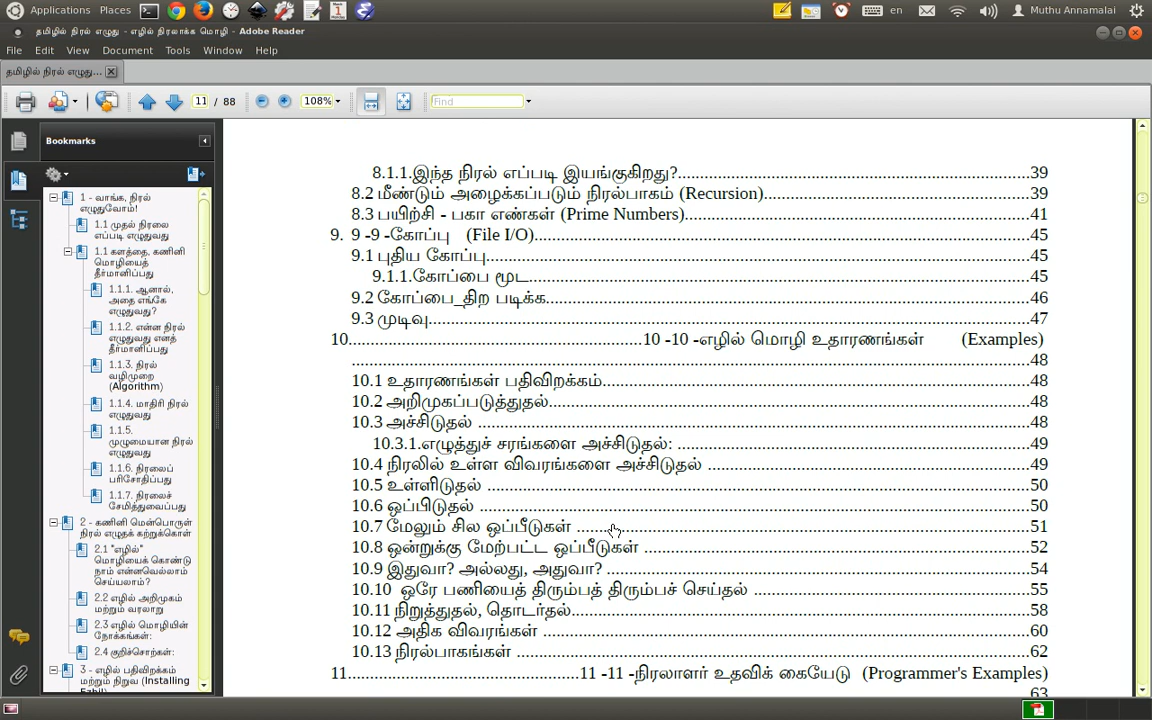 Applications Places en Muthu Annamalai
தமிழில் நிரல் எழுது - எழில் நிரலாக்க மொழி - Adobe Reader
File Edit View Document Tools Window Help
தமிழில் நிரல் எழுது...
11 / 88 108% Find
Bookmarks
1 - வாங்க, நிரல்
எழுதுவோம்!
1.1 முதல் நிரலை
எப்படி எழுதுவது
1.1 களத்தை, கணினி
மொழியைத்
தீர்மானிப்பது
1.1.1. ஆனால்,
அதை எங்கே
எழுதுவது?
1.1.2. என்ன நிரல்
எழுதுவது எனத்
தீர்மானிப்பது
1.1.3. நிரல்
வழிமுறை
(Algorithm)
1.1.4. மாதிரி நிரல்
எழுதுவது
1.1.5.
முழுமையான நிரல்
எழுதுவது
1.1.6. நிரலைப்
பரிசோதிப்பது
1.1.7. நிரலைச்
சேமித்துவைப்பது
2 - கணினி மென்பொருள்
நிரல் எழுதக் கற்றுக்கொள்
2.1 "எழில்"
மொழியைக் கொண்டு
நாம் என்னவெல்லாம்
செய்யலாம்?
2.2 எழில் அறிமுகம்
மற்றும் வரலாறு
2.3 எழில் மொழியின்
நோக்கங்கள்:
2.4 குறிச்சொற்கள்:
3 - எழில் பதிவிறக்கம்
மற்றும் நிறுவ (Installing
Ezhil
8.1.1.இந்த நிரல் எப்படி இயங்குகிறது?......39
8.2 மீண்டும் அழைக்கப்படும் நிரல்பாகம் (Recursion)......39
8.3 பயிற்சி - பகா எண்கள் (Prime Numbers)......41
9. 9 -9 -கோப்பு (File I/O)......45
9.1 புதிய கோப்பு......45
9.1.1.கோப்பை மூட......45
9.2 கோப்பை_திற படிக்க......46
9.3 முடிவு......47
10......10 -10 -எழில் மொழி உதாரணங்கள் (Examples)
......48
10.1 உதாரணங்கள் பதிவிறக்கம்......48
10.2 அறிமுகப்படுத்துதல்......48
10.3 அச்சிடுதல் ......48
10.3.1.எழுத்துச் சரங்களை அச்சிடுதல்: ......49
10.4 நிரலில் உள்ள விவரங்களை அச்சிடுதல் ......49
10.5 உள்ளிடுதல் ......50
10.6 ஒப்பிடுதல் ......50
10.7 மேலும் சில ஒப்பீடுகள் ......51
10.8 ஒன்றுக்கு மேற்பட்ட ஒப்பீடுகள் ......52
10.9 இதுவா? அல்லது, அதுவா? ......54
10.10 ஒரே பணியைத் திரும்பத் திரும்பச் செய்தல் ......55
10.11 நிறுத்துதல், தொடர்தல்......58
10.12 அதிக விவரங்கள் ......60
10.13 நிரல்பாகங்கள் ......62
11......11 -11 -நிரலாளர் உதவிக் கையேடு (Programmer's Examples)
63